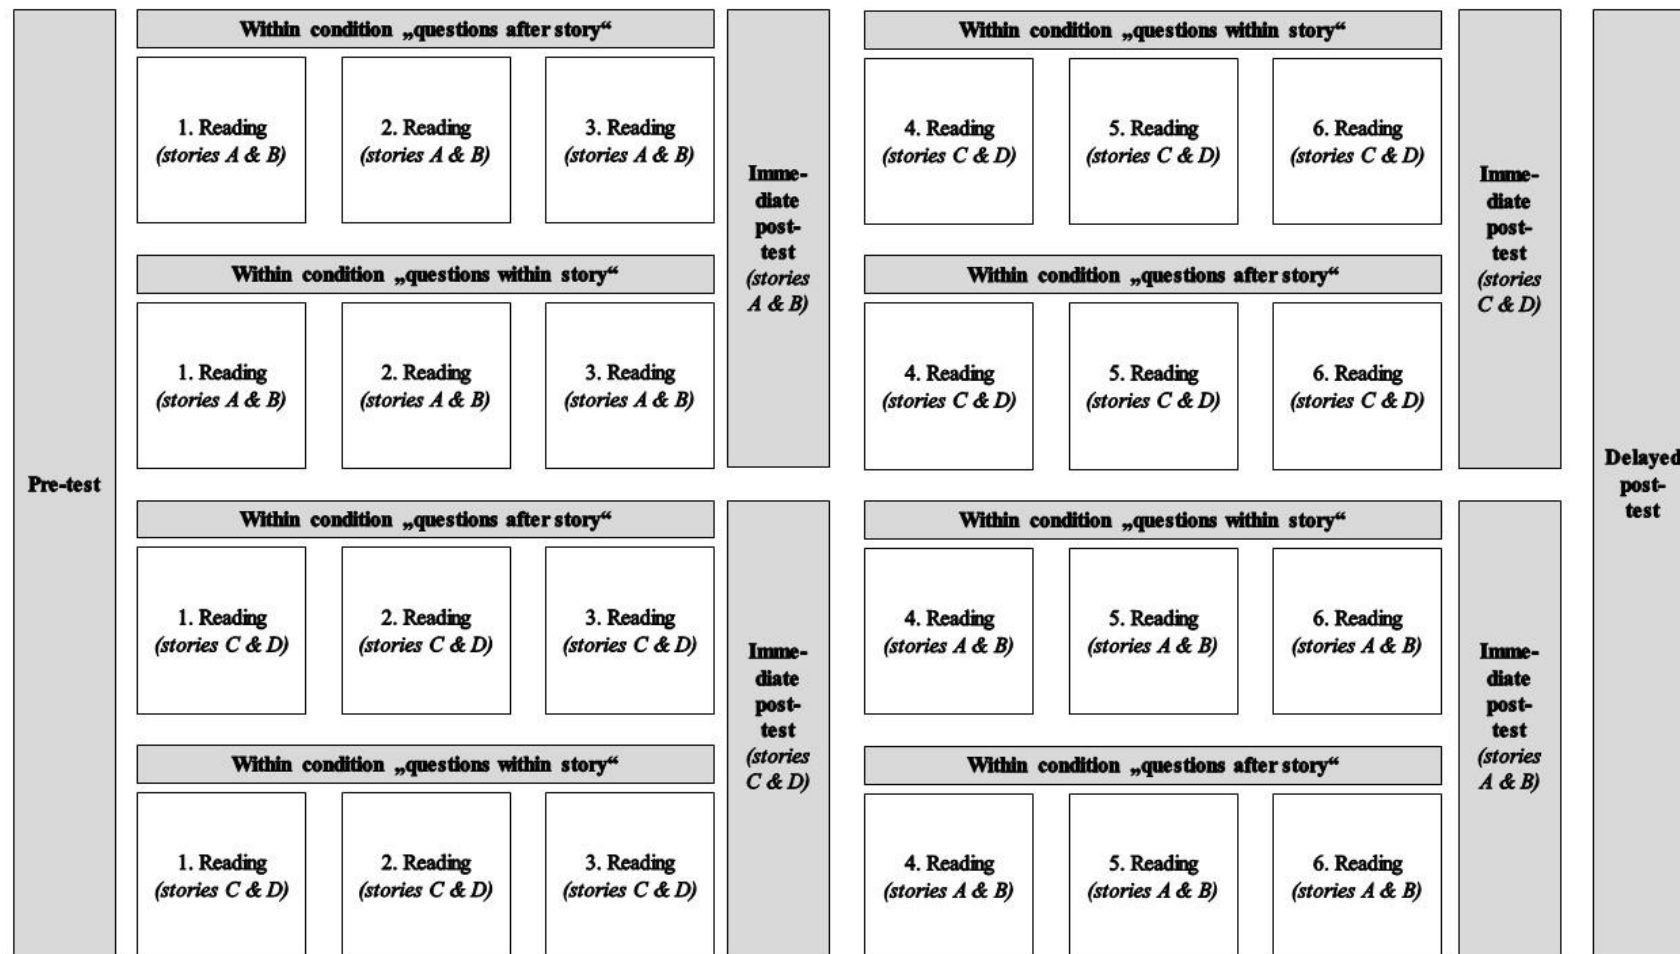 Pre-test
Within condition „questions after story“
1. Reading
(stories A & B)
2. Reading
(stories A & B)
3. Reading
(stories A & B)
Within condition „questions within story“
1. Reading
(stories A & B)
2. Reading
(stories A & B)
3. Reading
(stories A & B)
Imme-
diate
post-
test
(stories
A & B)
Within condition „questions within story“
4. Reading
(stories C & D)
5. Reading
(stories C & D)
6. Reading
(stories C & D)
Within condition „questions after story“
4. Reading
(stories C & D)
5. Reading
(stories C & D)
6. Reading
(stories C & D)
Imme-
diate
post-
test
(stories
C & D)
Within condition „questions after story“
1. Reading
(stories C & D)
2. Reading
(stories C & D)
3. Reading
(stories C & D)
Within condition „questions within story“
1. Reading
(stories C & D)
2. Reading
(stories C & D)
3. Reading
(stories C & D)
Imme-
diate
post-
test
(stories
C & D)
Within condition „questions within story“
4. Reading
(stories A & B)
5. Reading
(stories A & B)
6. Reading
(stories A & B)
Within condition „questions after story“
4. Reading
(stories A & B)
5. Reading
(stories A & B)
6. Reading
(stories A & B)
Imme-
diate
post-
test
(stories
A & B)
Delayed
post-
test